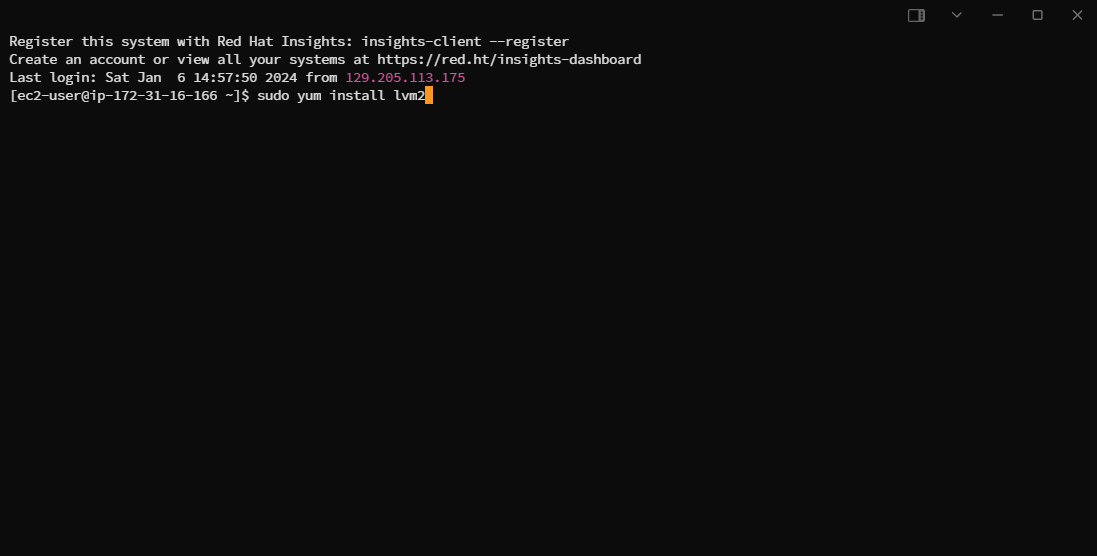 Register this system with Red Hat Insights: insights-client --register
Create an account or view all your systems at https://red.ht/insights-dashboard
Last login: Sat Jan  6 14:57:50 2024 from 129.205.113.175
[ec2-user@ip-172-31-16-166 ~]$ sudo yum install lvm2